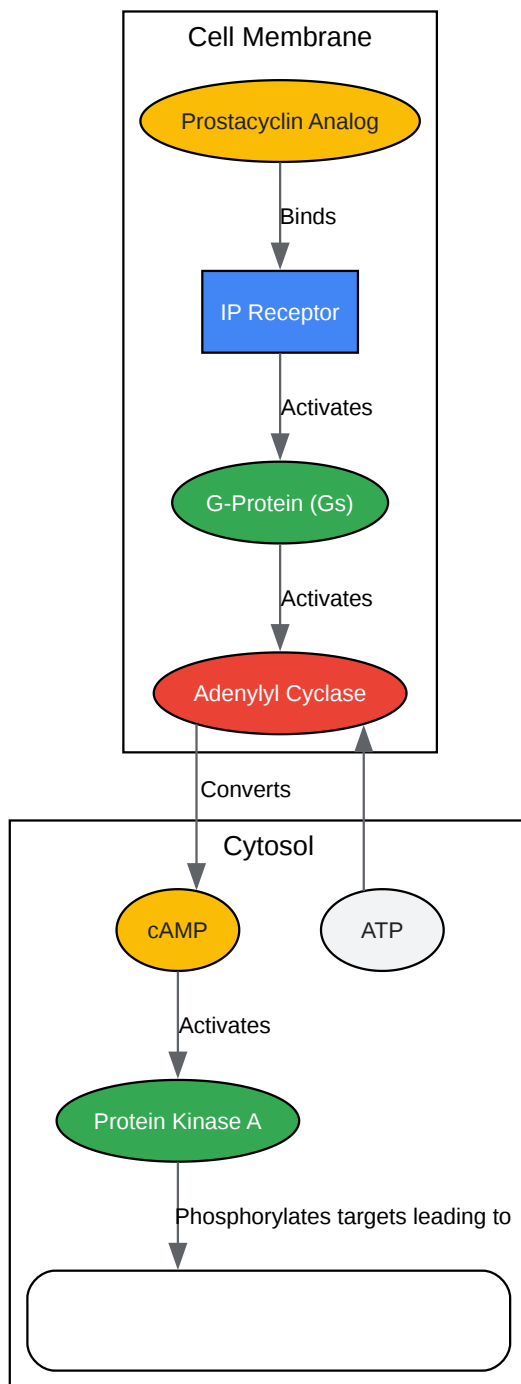 Cell Membrane
Prostacyclin Analog
Binds
IP Receptor
Activates
G-Protein (Gs)
Activates
Adenylyl Cyclase
Converts
Cytosol
cAMP
ATP
Activates
Protein Kinase A
Phosphorylates targets leading to